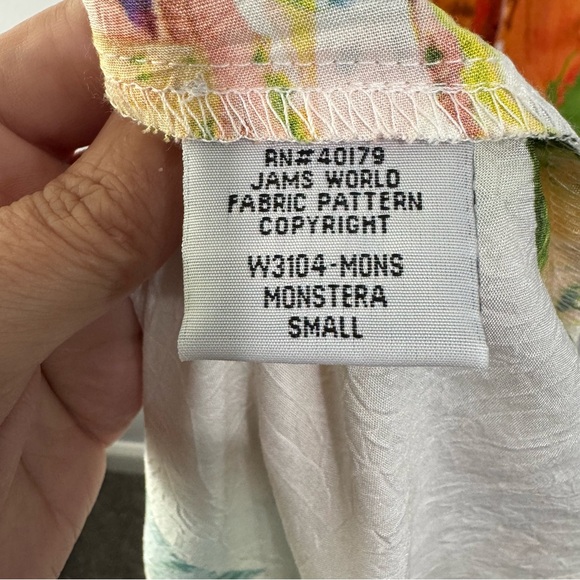 RN#40179
JAMS WORLD
FABRIC PATTERN
COPYRIGHT
W3104-MONS
MONSTERA
SMALL